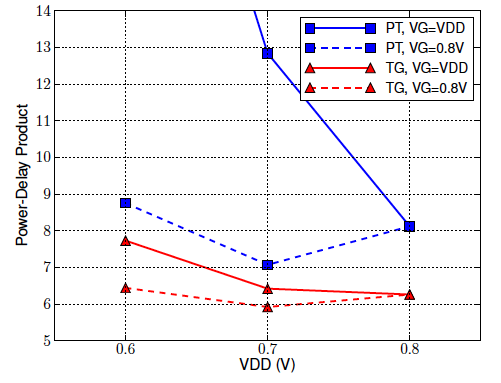 14
13
12
11
10
9
8
7
6
5
Power-Delay Product
PT, VG=VDD
PT, VG=0.8V
TG, VG=VDD
TG, VG=0.8V
0.6 0.7 0.8
VDD (V)